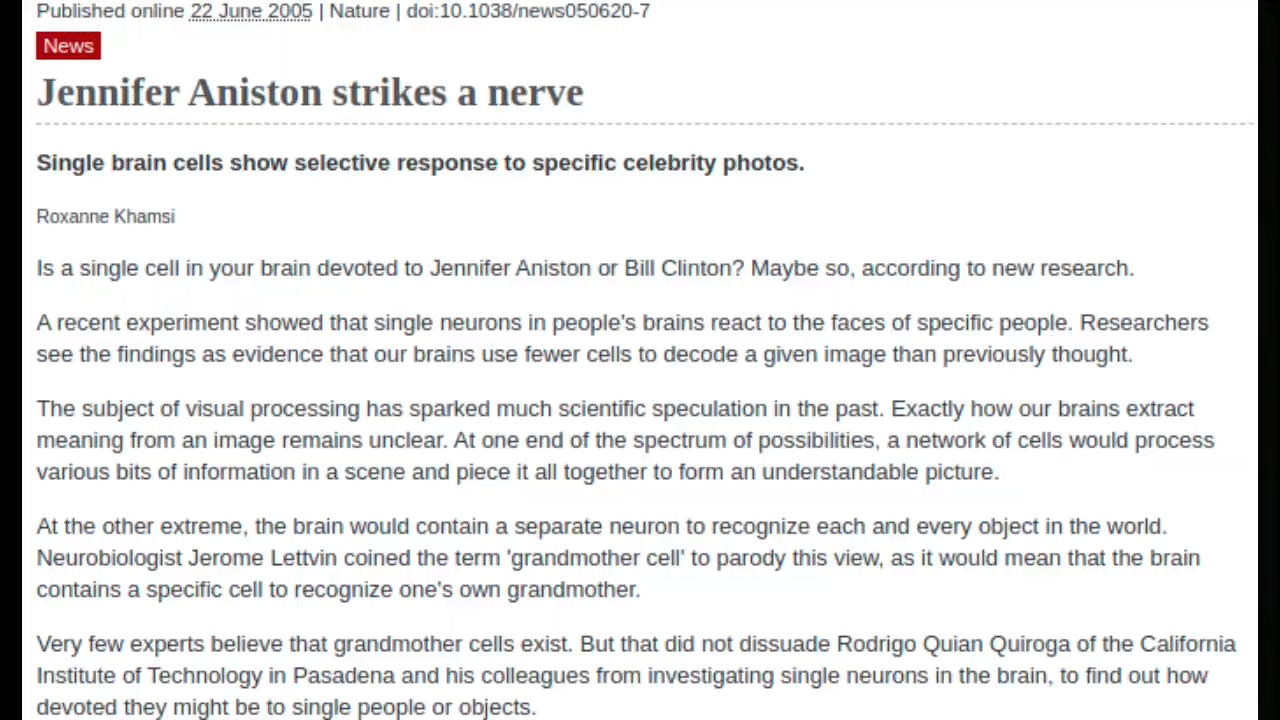 Published online 22 June 2005 | Nature | doi:10.1038/news050620-7
News
Jennifer Aniston strikes a nerve
Single brain cells show selective response to specific celebrity photos.
Roxanne Khamsi
Is a single cell in your brain devoted to Jennifer Aniston or Bill Clinton? Maybe so, according to new research.
A recent experiment showed that single neurons in people's brains react to the faces of specific people. Researchers
see the findings as evidence that our brains use fewer cells to decode a given image than previously thought.
The subject of visual processing has sparked much scientific speculation in the past. Exactly how our brains extract
meaning from an image remains unclear. At one end of the spectrum of possibilities, a network of cells would process
various bits of information in a scene and piece it all together to form an understandable picture.
At the other extreme, the brain would contain a separate neuron to recognize each and every object in the world.
Neurobiologist Jerome Lettvin coined the term 'grandmother cell' to parody this view, as it would mean that the brain
contains a specific cell to recognize one's own grandmother.
Very few experts believe that grandmother cells exist. But that did not dissuade Rodrigo Quian Quiroga of the California
Institute of Technology in Pasadena and his colleagues from investigating single neurons in the brain, to find out how
devoted they might be to single people or objects.